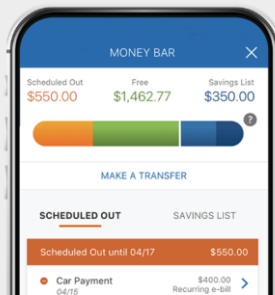 MONEY BAR
Scheduled Out Free Savings List
$550.00 $1,462.77 $350.00
?
MAKE A TRANSFER
SCHEDULED OUT SAVINGS LIST
Scheduled Out until 04/17 $550.00
Car Payment $400.00
04/15 Recurring e-bill